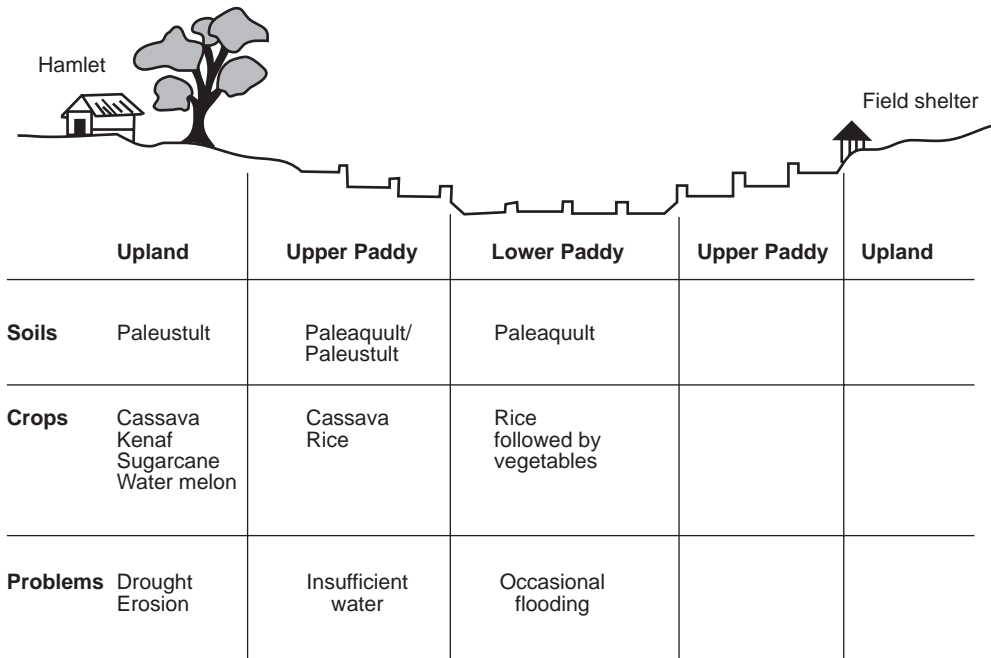 Hamlet
Field shelter
Upland Upper Paddy Lower Paddy Upper Paddy Upland
Soils Paleustult Paleaquult/ Paleaquult
Paleustult
Crops Cassava Cassava Rice
Kenaf Rice followed by
Sugarcane vegetables
Water melon
Problems Drought Insufficient Occasional
Erosion water flooding